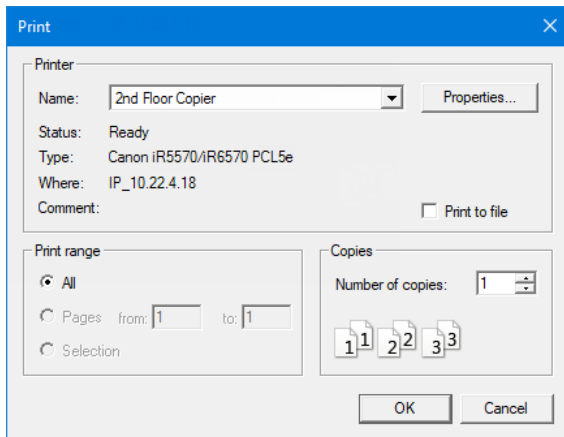 Print
Printer
Name: 2nd Floor Copier Properties...
Status: Ready
Type: Canon iR5570/iR6570 PCL5e
Where: IP_10.22.4.18
Comment:
Print to file
Print range
All
Pages from: 1 to: 1
Selection
Copies
Number of copies: 1
1 1 2 2 3 3
OK Cancel